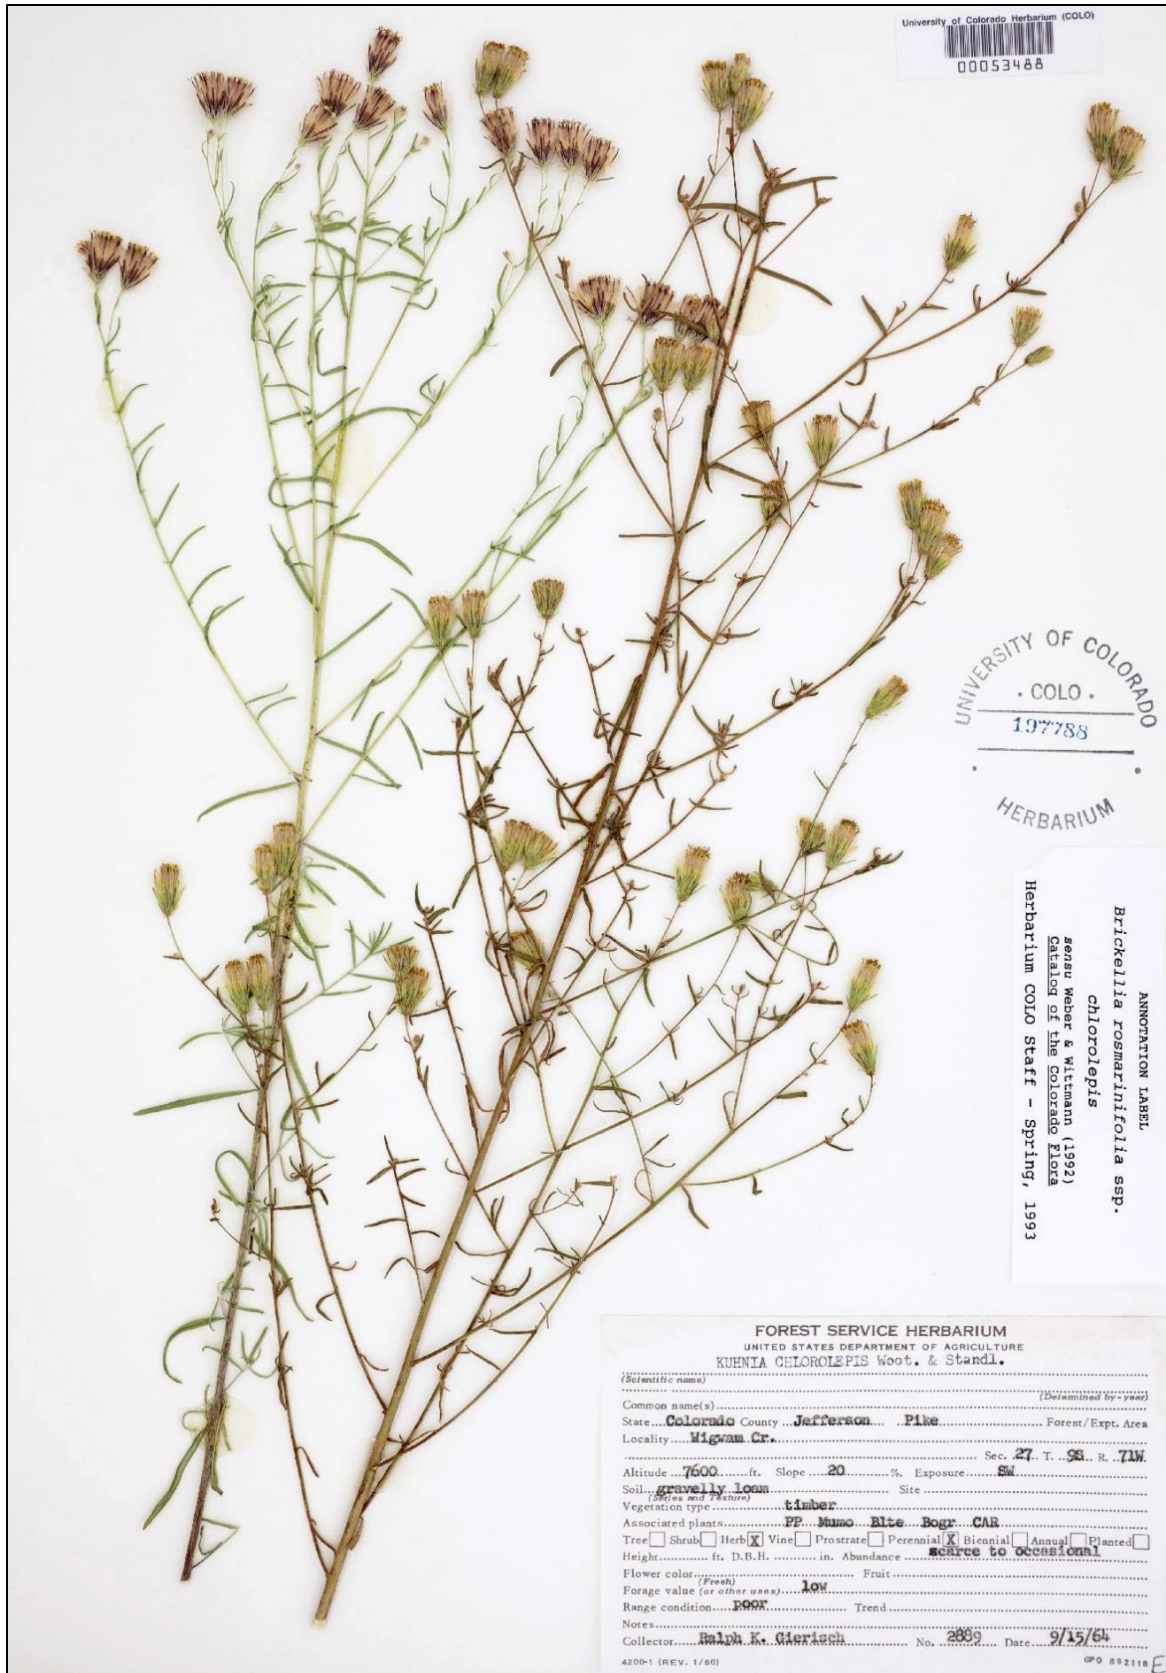 University of Colorado Herbarium (COLO)
00053488
UNIVERSITY OF COLORADO
· COLO ·
197788
HERBARIUM
ANNOTATION LABEL
Brickellia rosmarinifolia ssp.
chlorolepis
sensu Weber & Wittmann (1992)
Catalog of the Colorado Flora
Herbarium COLO Staff - Spring, 1993
FOREST SERVICE HERBARIUM
UNITED STATES DEPARTMENT OF AGRICULTURE
KUHNIA CHLOROLEPIS Woot. & Standl.
(Scientific name)
(Determined by-year)
Common name(s)
State Colorado County Jefferson Pike Forest/Expt. Area
Locality Wigwam Cr.
Sec. 27 T. 9S R. 71W
Altitude 7600 ft. Slope 20 %. Exposure SW
Soil gravelly loam Site
(Series and Texture)
Vegetation type timber
Associated plants PP Mumo Blte Bogr CAR
Tree Shrub Herb X Vine Prostrate Perennial X Biennial Annual Planted
Height ft. D.B.H. in. Abundance scarce to occasional
Flower color Fruit
(Fresh)
Forage value (or other uses) low
Range condition poor Trend
Notes
Collector Ralph K. Gierisch No. 2889 Date 9/15/64
4200-1 (REV. 1/60) GPO 892118 F